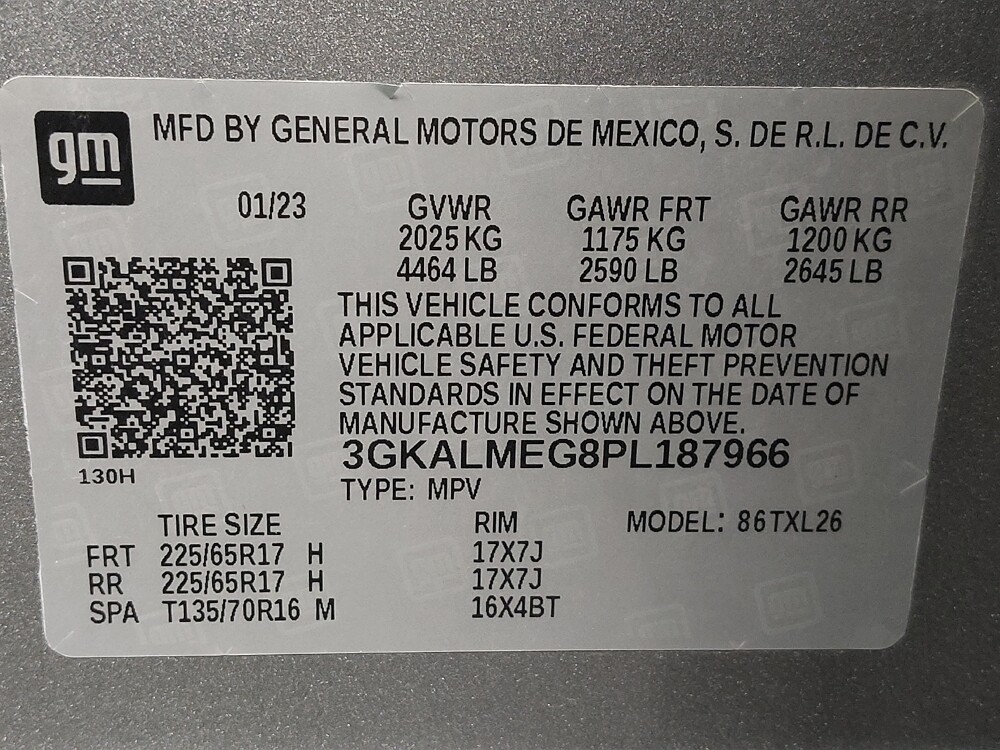 gm
MFD BY GENERAL MOTORS DE MEXICO, S. DE R.L. DE C.V.
01/23 GVWR GAWR FRT GAWR RR
2025 KG 1175 KG 1200 KG
4464 LB 2590 LB 2645 LB
THIS VEHICLE CONFORMS TO ALL
APPLICABLE U.S. FEDERAL MOTOR
VEHICLE SAFETY AND THEFT PREVENTION
STANDARDS IN EFFECT ON THE DATE OF
MANUFACTURE SHOWN ABOVE.
3GKALMEG8PL187966
130H
TYPE: MPV
TIRE SIZE RIM MODEL: 86TXL26
FRT 225/65R17 H 17X7J
RR 225/65R17 H 17X7J
SPA T135/70R16 M 16X4BT